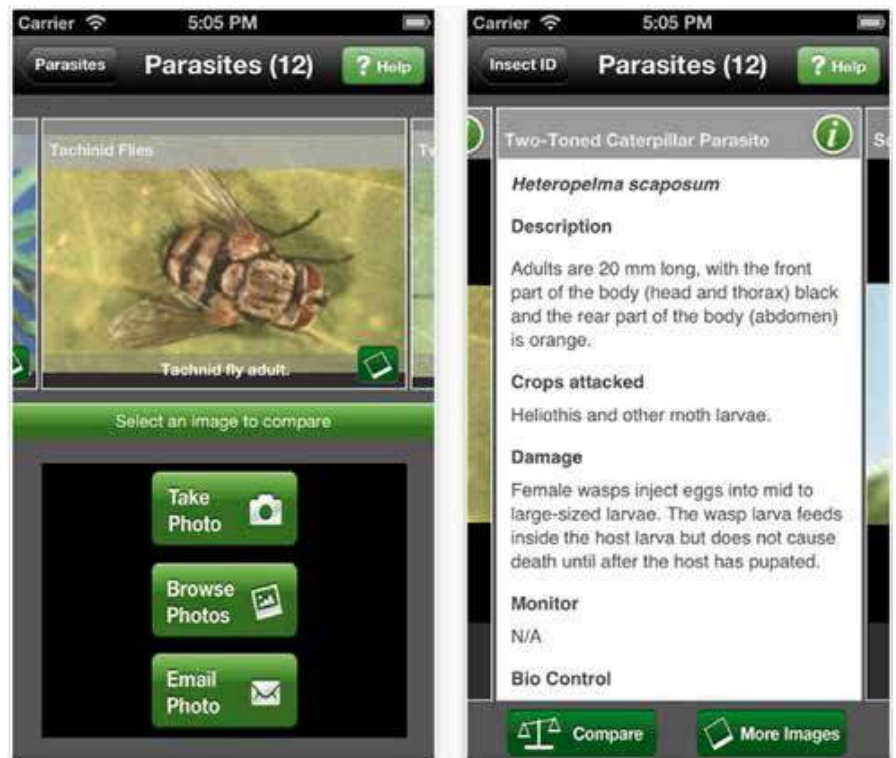 Carrier 5:05 PM
Parasites Parasites (12) ? Help
Tachinid Flies
Tw
Tachnid fly adult.
Select an image to compare
Take
Photo
Browse
Photos
Email
Photo
Carrier 5:05 PM
Insect ID Parasites (12) ? Help
Two-Toned Caterpillar Parasite i
Sc
Heteropelma scaposum
Description
Adults are 20 mm long, with the front
part of the body (head and thorax) black
and the rear part of the body (abdomen)
is orange.
Crops attacked
Heliothis and other moth larvae.
Damage
Female wasps inject eggs into mid to
large-sized larvae. The wasp larva feeds
inside the host larva but does not cause
death until after the host has pupated.
Monitor
N/A
Bio Control
Compare More Images